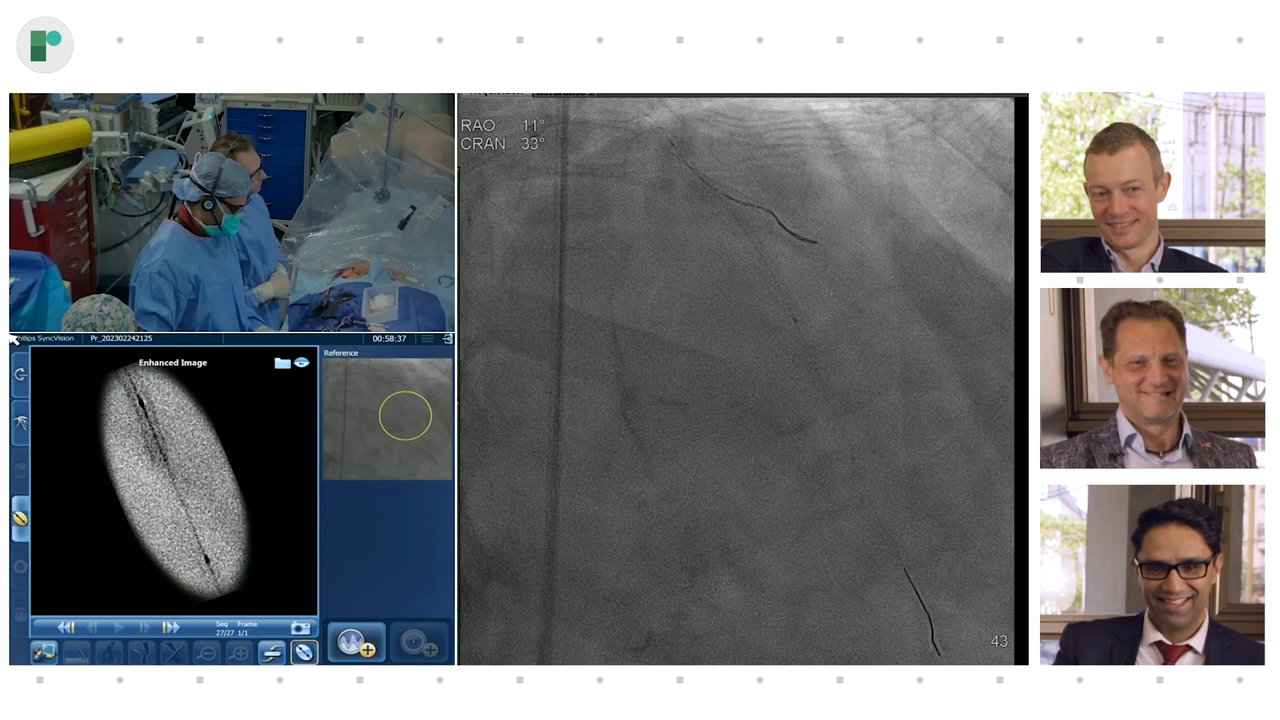 RAO 11°
CRAN 33°
Philips SyncVision Pr_202302242125 00:58:37
Enhanced Image
Reference
Seq Frame
27/27 1/1
43